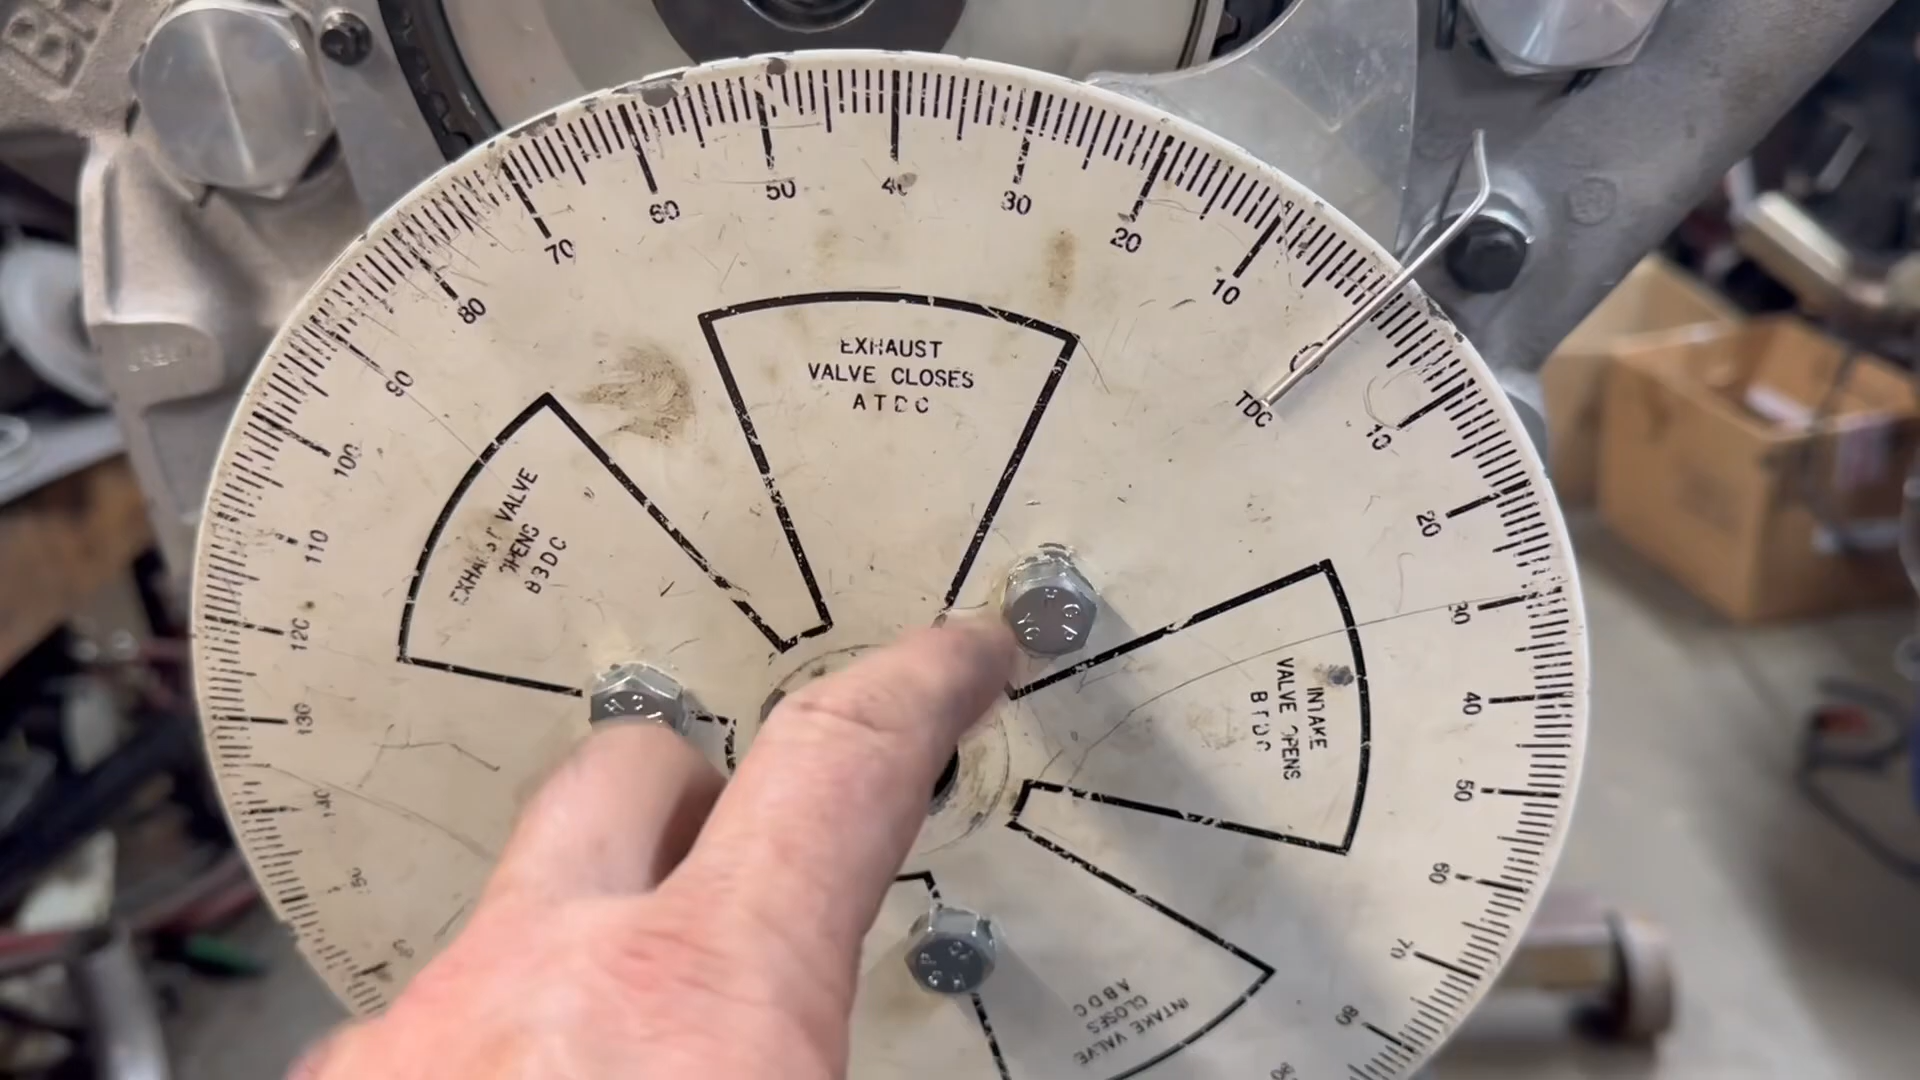 60
50
40
30
20
10
0
TDC
10
20
30
40
50
60
70
80
70
80
90
100
110
120
130
EXHAUST
VALVE CLOSES
ATDC
EXHAUST VALVE
OPENS
BBDC
INTAKE
VALVE OPENS
BTDC
INTAKE VALVE
CLOSES
ABDC